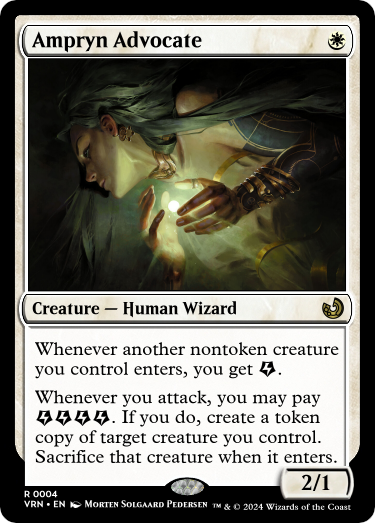 Ampryn Advocate
Creature — Human Wizard
Whenever another nontoken creature
you control enters, you get .
Whenever you attack, you may pay
. If you do, create a token
copy of target creature you control.
Sacrifice that creature when it enters.
2/1
R 0004
VRN • EN Morten Solgaard Pedersen ™ & © 2024 Wizards of the Coast